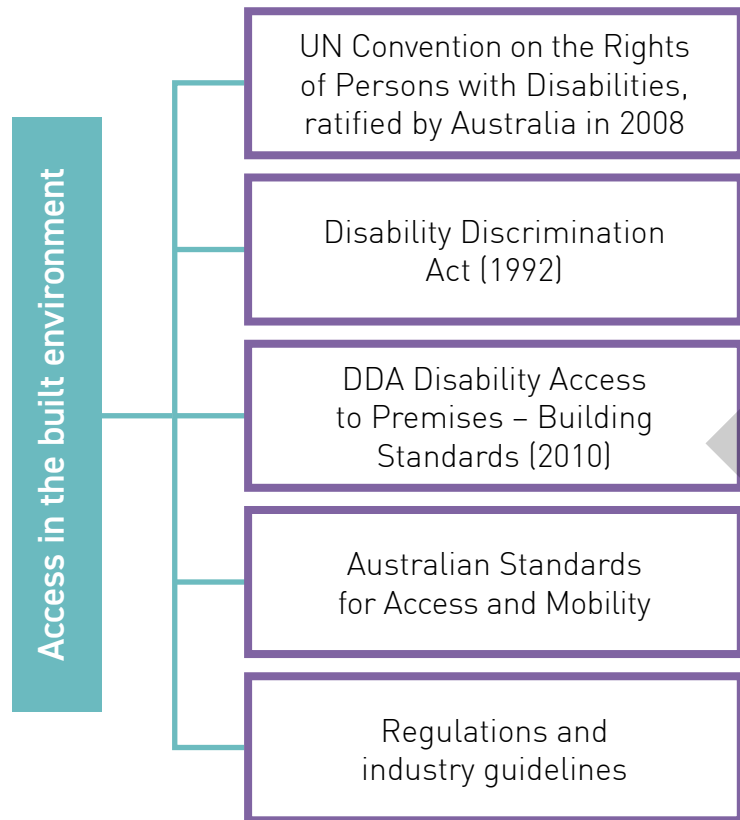 Access in the built environment
UN Convention on the Rights
of Persons with Disabilities,
ratified by Australia in 2008
Disability Discrimination
Act (1992)
DDA Disability Access
to Premises – Building
Standards (2010)
Australian Standards
for Access and Mobility
Regulations and
industry guidelines